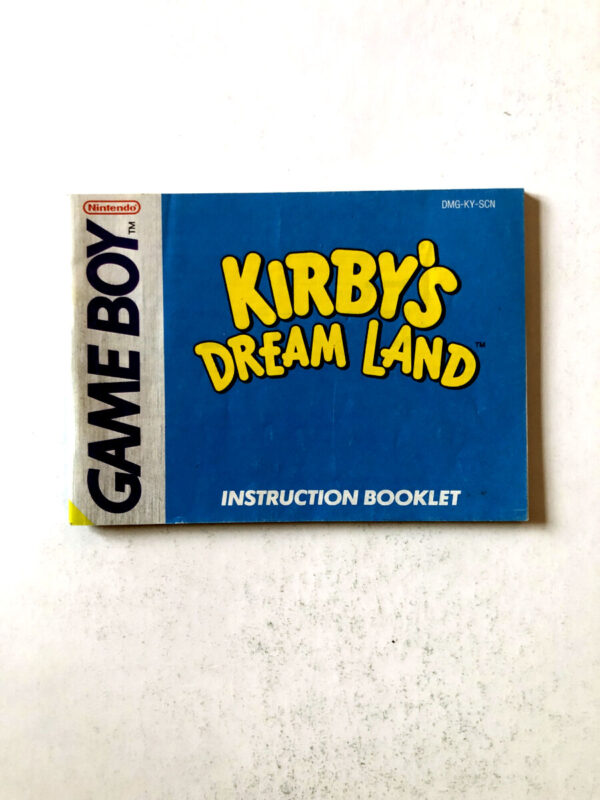 Nintendo
GAME BOY™
DMG-KY-SCN
KIRBY'S
DREAM LAND™
INSTRUCTION BOOKLET